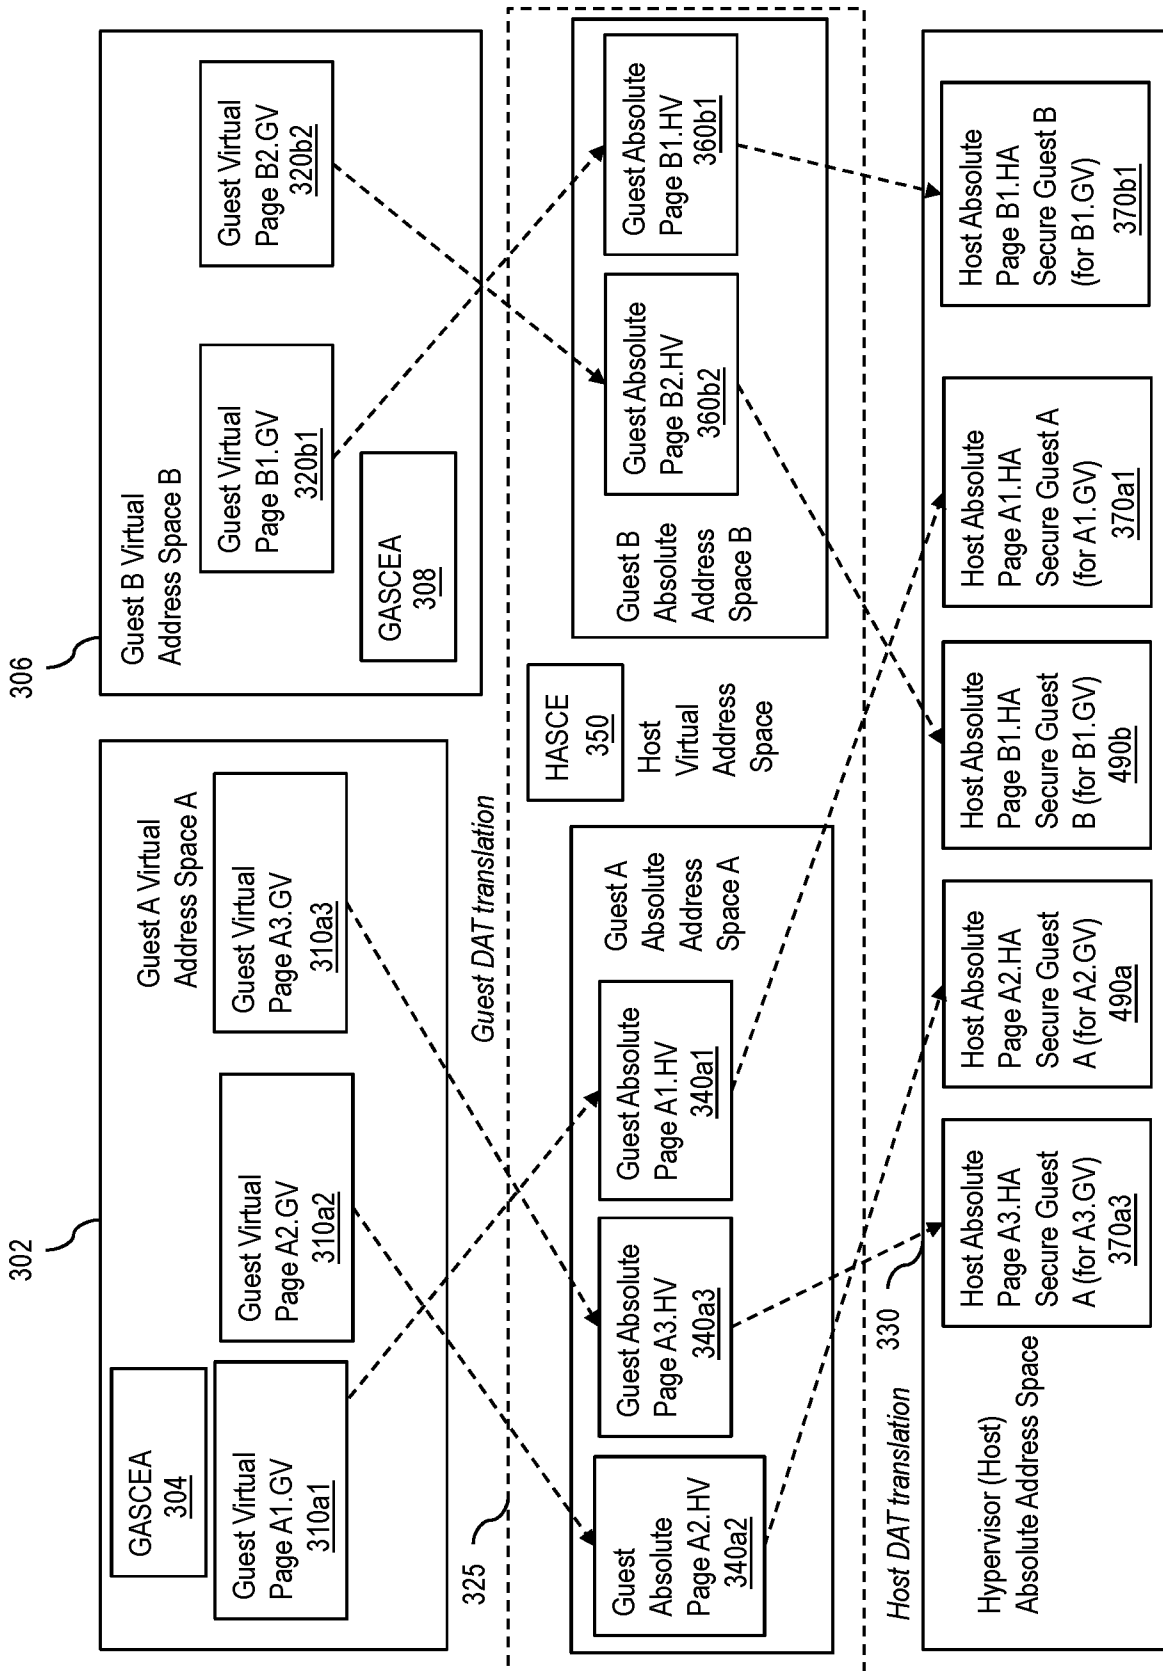 302
Guest A Virtual
Address Space A
GASCEA
304
Guest Virtual
Page A1.GV
310a1
Guest Virtual
Page A2.GV
310a2
Guest Virtual
Page A3.GV
310a3
306
Guest B Virtual
Address Space B
GASCEA
308
Guest Virtual
Page B1.GV
320b1
Guest Virtual
Page B2.GV
320b2
325
Guest DAT translation
Guest
Absolute
Page A2.HV
340a2
Guest Absolute
Page A3.HV
340a3
Guest Absolute
Page A1.HV
340a1
Guest A
Absolute
Address
Space A
HASCE
350
Host
Virtual
Address
Space
Guest B
Absolute
Address
Space B
Guest Absolute
Page B2.HV
360b2
Guest Absolute
Page B1.HV
360b1
Host DAT translation
330
Hypervisor (Host)
Absolute Address Space
Host Absolute
Page A3.HA
Secure Guest
A (for A3.GV)
370a3
Host Absolute
Page A2.HA
Secure Guest
A (for A2.GV)
490a
Host Absolute
Page B1.HA
Secure Guest
B (for B1.GV)
490b
Host Absolute
Page A1.HA
Secure Guest A
(for A1.GV)
370a1
Host Absolute
Page B1.HA
Secure Guest B
(for B1.GV)
370b1